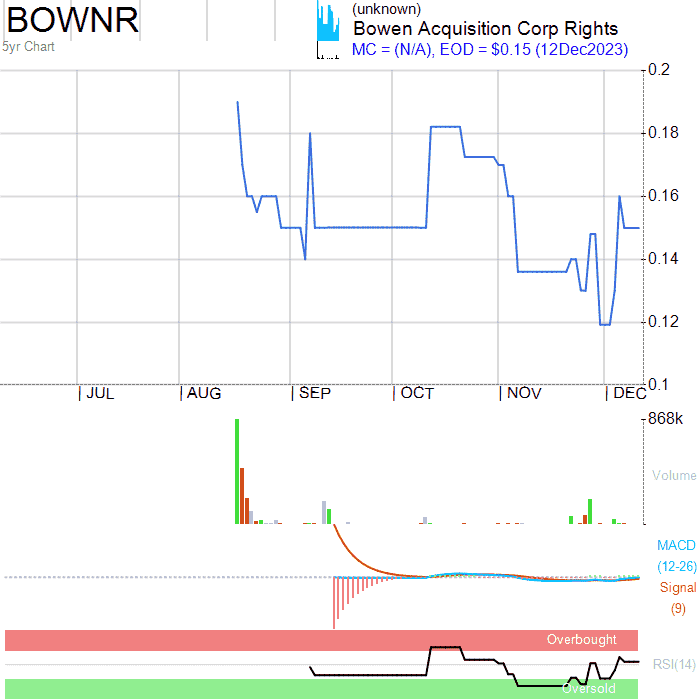 BOWNR
5yr Chart
(unknown)
Bowen Acquisition Corp Rights
MC = (N/A), EOD = $0.15 (12Dec2023)
0.2
0.18
0.16
0.14
0.12
0.1
JUL AUG SEP OCT NOV DEC
868k
Volume
MACD
(12-26)
Signal
(9)
Overbought
RSI(14)
Oversold